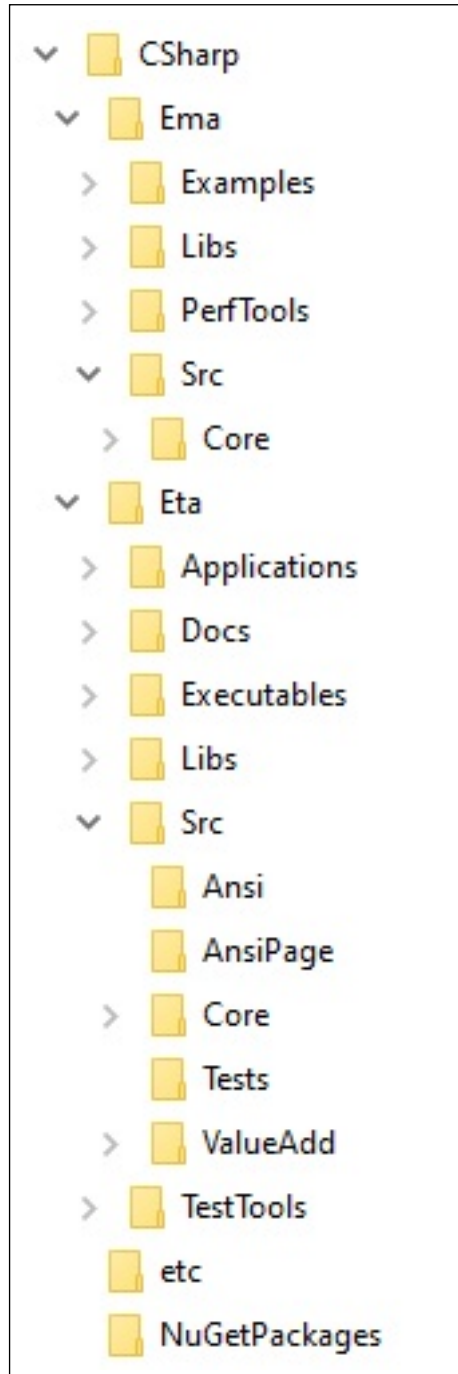 CSharp
Ema
Examples
Libs
PerfTools
Src
Core
Eta
Applications
Docs
Executables
Libs
Src
Ansi
AnsiPage
Core
Tests
ValueAdd
TestTools
etc
NuGetPackages